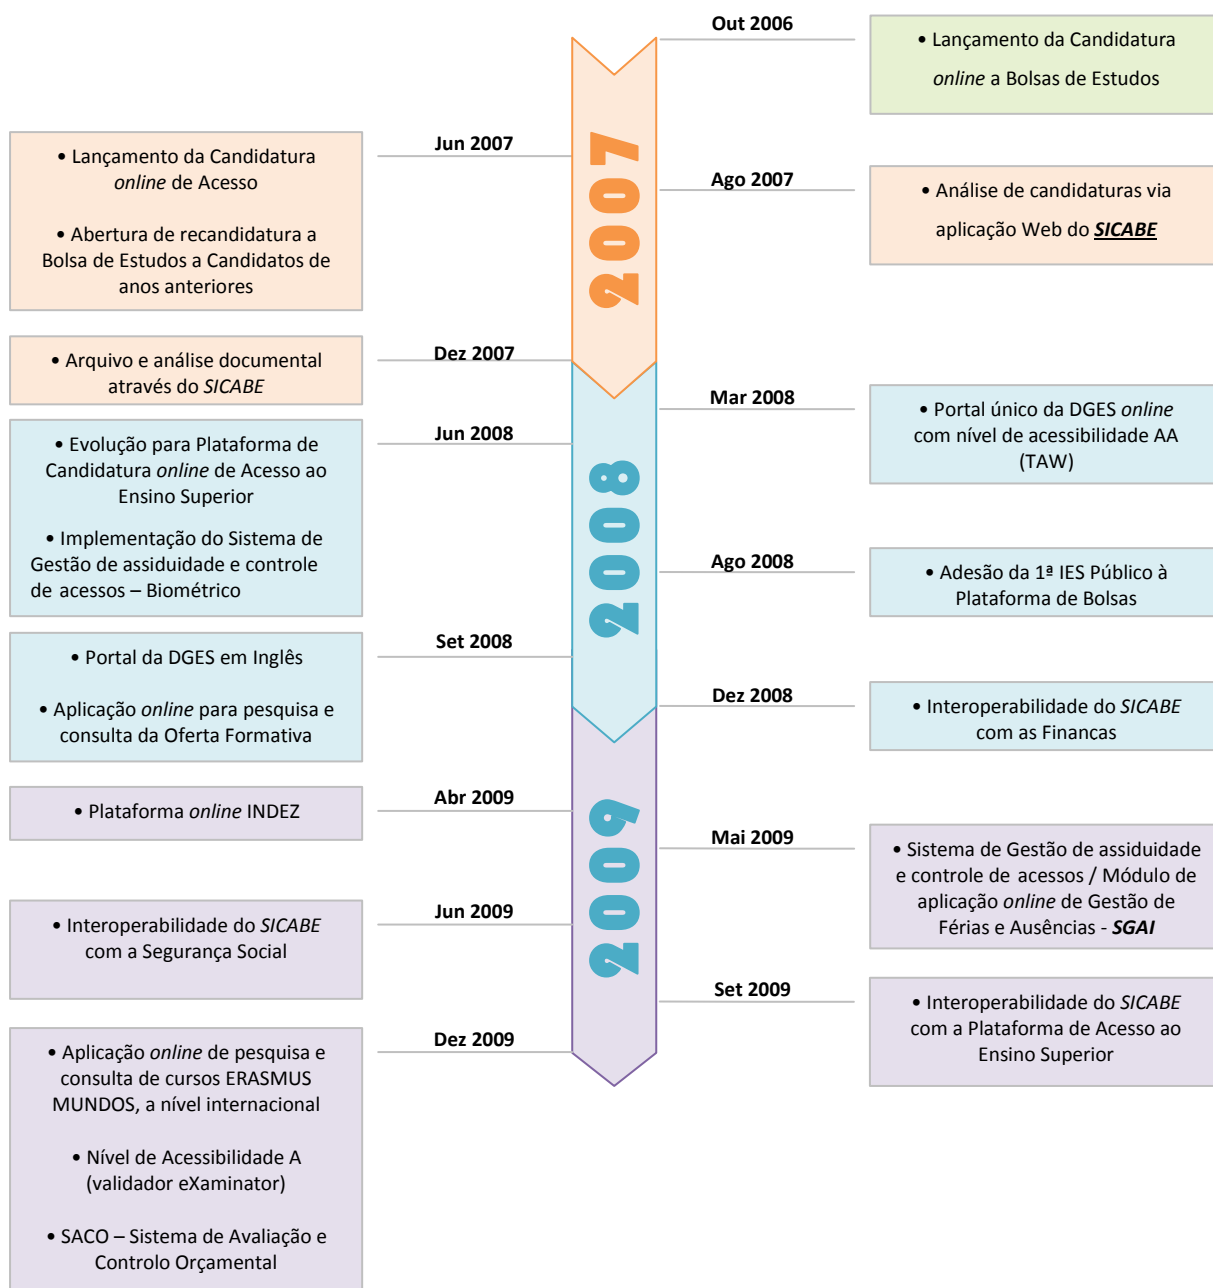 Out 2006
• Lançamento da Candidatura
online a Bolsas de Estudos
2007
Jun 2007
• Lançamento da Candidatura
online de Acesso
• Abertura de recandidatura a
Bolsa de Estudos a Candidatos de
anos anteriores
Ago 2007
• Análise de candidaturas via
aplicação Web do SICABE
Dez 2007
• Arquivo e análise documental
através do SICABE
2008
Mar 2008
• Portal único da DGES online
com nível de acessibilidade AA
(TAW)
Jun 2008
• Evolução para Plataforma de
Candidatura online de Acesso ao
Ensino Superior
• Implementação do Sistema de
Gestão de assiduidade e controle
de acessos – Biométrico
Ago 2008
• Adesão da 1ª IES Público à
Plataforma de Bolsas
Set 2008
• Portal da DGES em Inglês
• Aplicação online para pesquisa e
consulta da Oferta Formativa
Dez 2008
• Interoperabilidade do SICABE
com as Financas
2009
Abr 2009
• Plataforma online INDEZ
Mai 2009
• Sistema de Gestão de assiduidade
e controle de acessos / Módulo de
aplicação online de Gestão de
Férias e Ausências - SGAI
Jun 2009
• Interoperabilidade do SICABE
com a Segurança Social
Set 2009
• Interoperabilidade do SICABE
com a Plataforma de Acesso ao
Ensino Superior
Dez 2009
• Aplicação online de pesquisa e
consulta de cursos ERASMUS
MUNDOS, a nível internacional
• Nível de Acessibilidade A
(validador eXaminator)
• SACO – Sistema de Avaliação e
Controlo Orçamental